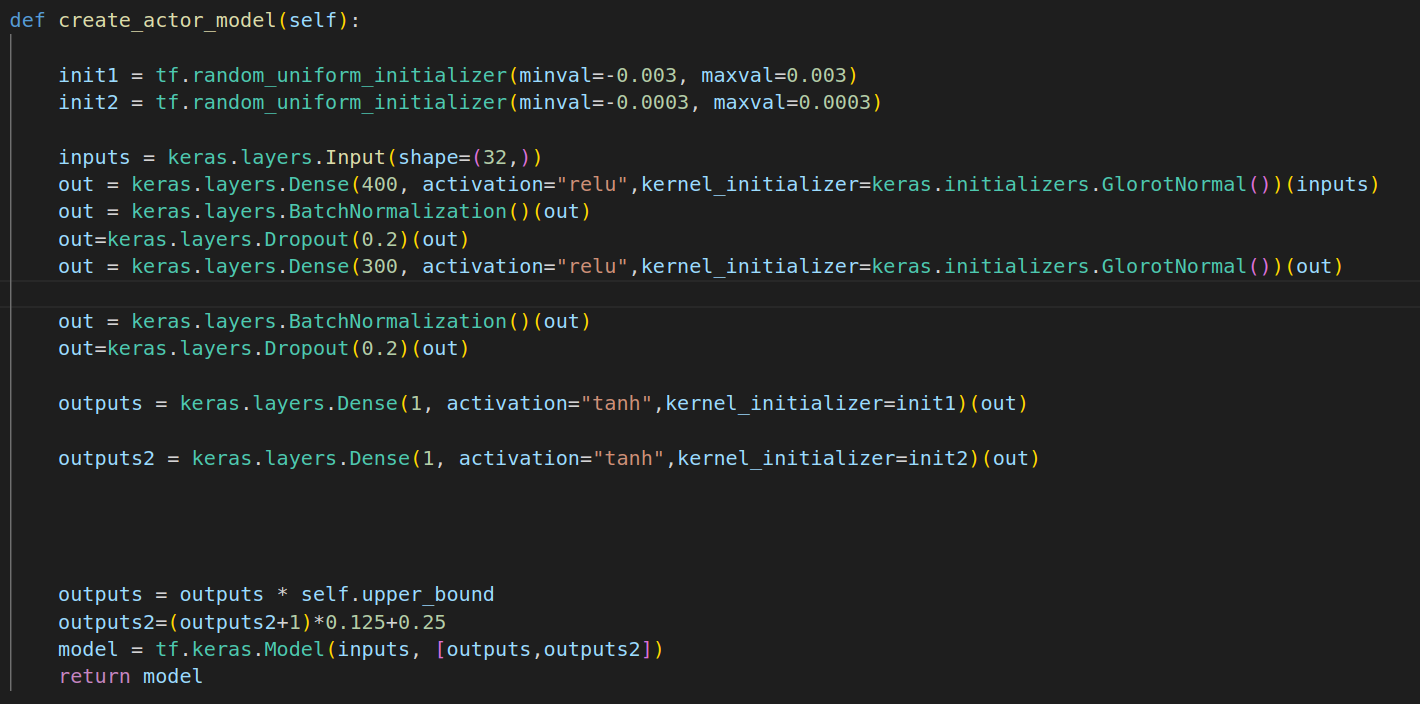 def create_actor_model(self):
init1 = tf.random_uniform_initializer(minval=-0.003, maxval=0.003)
init2 = tf.random_uniform_initializer(minval=-0.0003, maxval=0.0003)
inputs = keras.layers.Input(shape=(32,))
out = keras.layers.Dense(400, activation="relu",kernel_initializer=keras.initializers.GlorotNormal())(inputs)
out = keras.layers.BatchNormalization()(out)
out=keras.layers.Dropout(0.2)(out)
out = keras.layers.Dense(300, activation="relu",kernel_initializer=keras.initializers.GlorotNormal())(out)
out = keras.layers.BatchNormalization()(out)
out=keras.layers.Dropout(0.2)(out)
outputs = keras.layers.Dense(1, activation="tanh",kernel_initializer=init1)(out)
outputs2 = keras.layers.Dense(1, activation="tanh",kernel_initializer=init2)(out)
outputs = outputs * self.upper_bound
outputs2=(outputs2+1)*0.125+0.25
model = tf.keras.Model(inputs, [outputs,outputs2])
return model